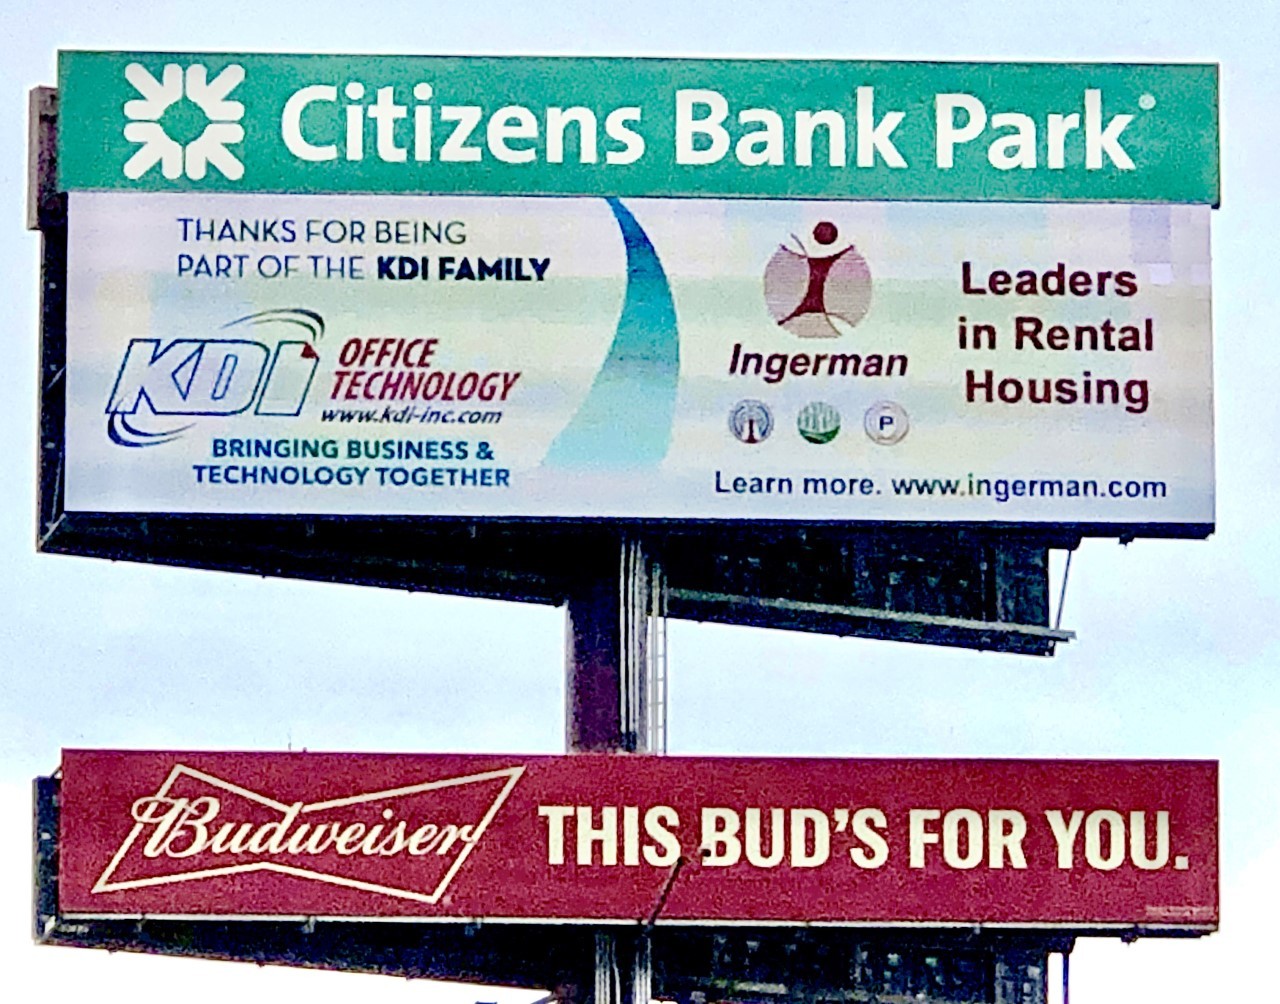 Citizens Bank Park®
THANKS FOR BEING
PART OF THE KDI FAMILY
KDI OFFICE
TECHNOLOGY
www.kdi-inc.com
BRINGING BUSINESS &
TECHNOLOGY TOGETHER
Ingerman
P
Leaders
in Rental
Housing
Learn more. www.ingerman.com
Budweiser THIS BUD'S FOR YOU.